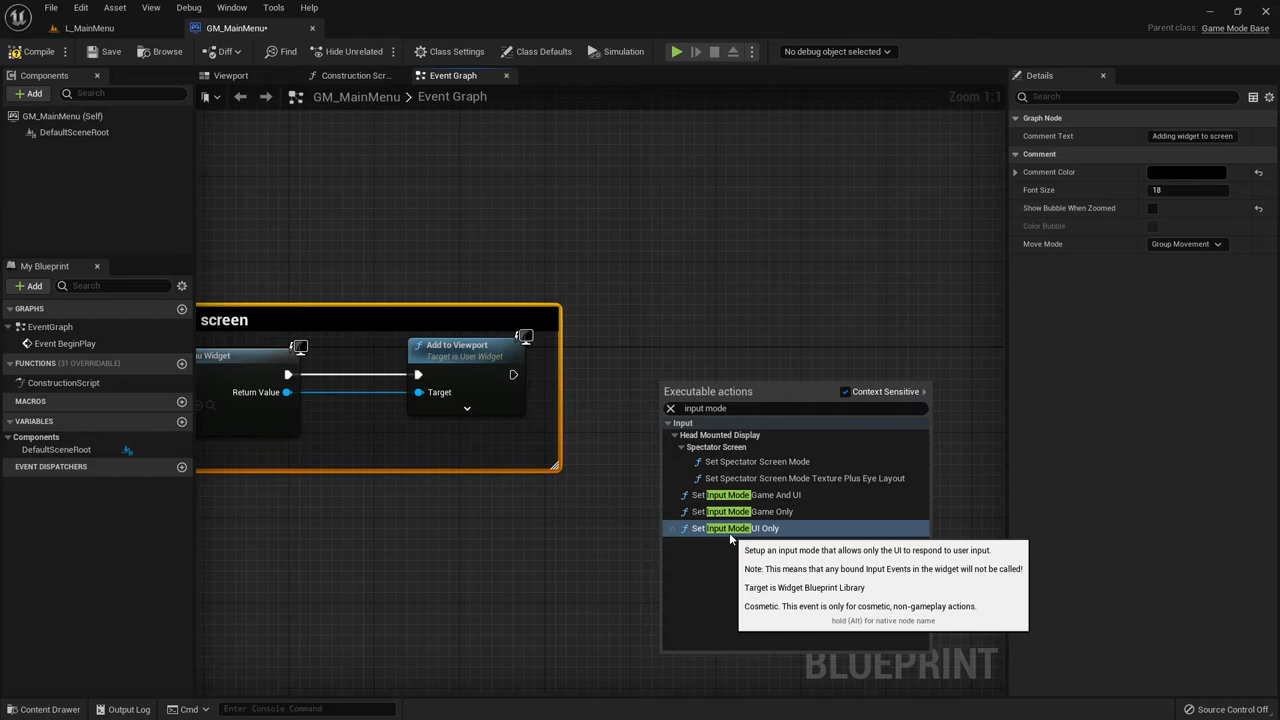 File Edit Asset View Debug Window Tools Help
L_MainMenu GM_MainMenu* Parent class: Game Mode Base
Compile Save Browse Diff Find Hide Unrelated Class Settings Class Defaults Simulation No debug object selected
Components Viewport Construction Scr... Event Graph Details
Add Search GM_MainMenu > Event Graph Zoom 1:1 Search
GM_MainMenu (Self)
DefaultSceneRoot
Graph Node
Comment Text Adding widget to screen
Comment
Comment Color
Font Size 18
Show Bubble When Zoomed
Color Bubble
Move Mode Group Movement
My Blueprint
Add Search
GRAPHS
EventGraph
Event BeginPlay
FUNCTIONS (31 OVERRIDABLE)
ConstructionScript
MACROS
VARIABLES
Components
DefaultSceneRoot
EVENT DISPATCHERS
screen
nu Widget
Return Value
Add to Viewport
Target is User Widget
Target
Executable actions Context Sensitive
input mode
Input
Head Mounted Display
Spectator Screen
Set Spectator Screen Mode
Set Spectator Screen Mode Texture Plus Eye Layout
Set Input Mode Game And UI
Set Input Mode Game Only
Set Input Mode UI Only
Setup an input mode that allows only the UI to respond to user input.
Note: This means that any bound Input Events in the widget will not be called!
Target is Widget Blueprint Library
Cosmetic. This event is only for cosmetic, non-gameplay actions.
hold (Alt) for native node name
BLUEPRINT
Content Drawer Output Log Cmd Enter Console Command Source Control Off